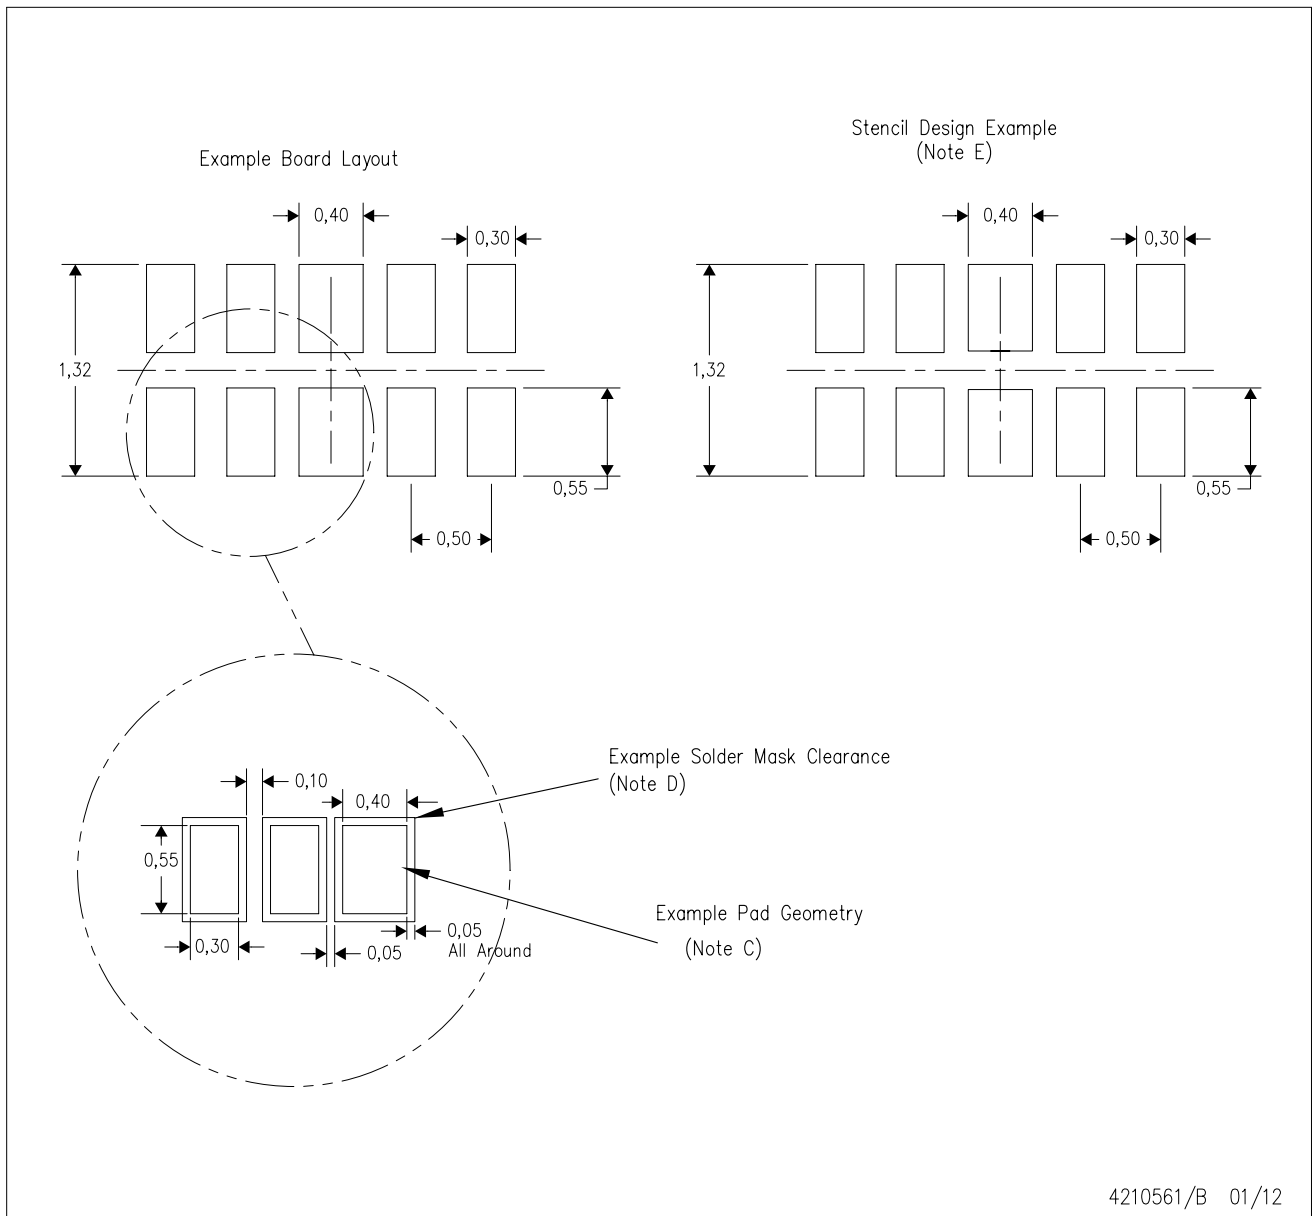 Example Board Layout
Stencil Design Example
(Note E)
0,40
0,30
1,32
0,55
0,50
0,40
0,30
1,32
0,55
0,50
Example Solder Mask Clearance
(Note D)
0,10
0,40
0,55
0,30
0,05
0,05
All Around
Example Pad Geometry
(Note C)
4210561/B 01/12